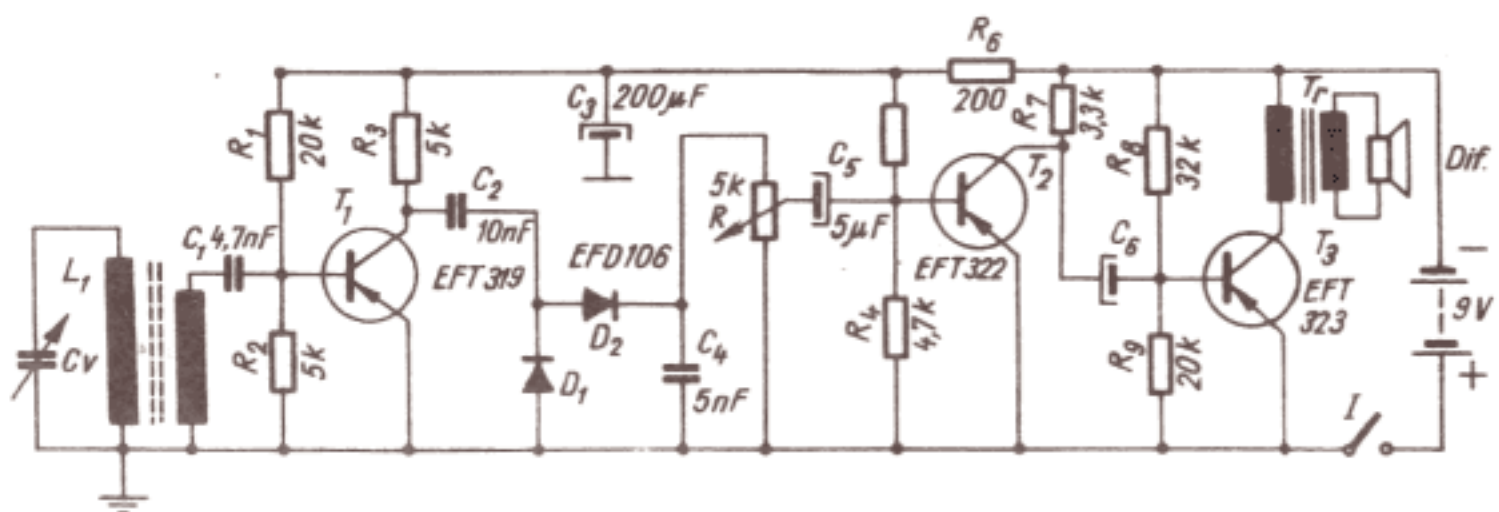 R6
200
C3
200µF
R1
20k
R3
5k
R7
3,3k
R8
32k
Tr
Dif.
T1
C2
10nF
5k
R
C5
5µF
T2
C1
4,7nF
EFT319
EFD106
EFT322
C6
T3
EFT
323
L1
Cv
R2
5k
D2
D1
C4
5nF
R4
4,7k
R9
20k
I
−
9V
+